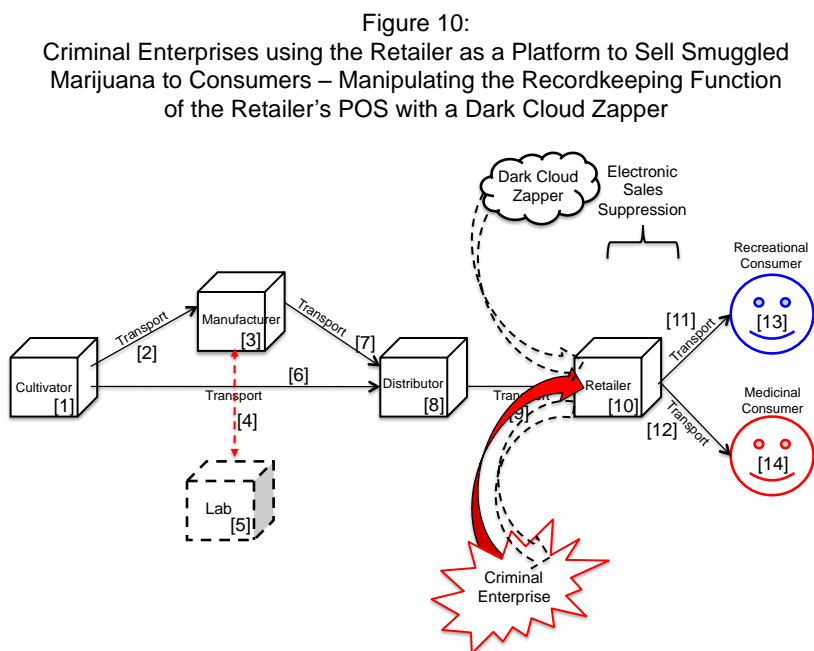 Figure 10:
Criminal Enterprises using the Retailer as a Platform to Sell Smuggled
Marijuana to Consumers – Manipulating the Recordkeeping Function
of the Retailer's POS with a Dark Cloud Zapper
Dark Cloud
Zapper
Electronic
Sales
Suppression
Recreational
Consumer
[13]
Transport
[2]
Manufacturer
[3]
Transport
[7]
[11]
Transport
Cultivator
[1]
[6]
Transport
Distributor
[8]
Transport
[9]
Retailer
[10]
Transport
[12]
Medicinal
Consumer
[14]
[4]
Lab
[5]
Criminal
Enterprise